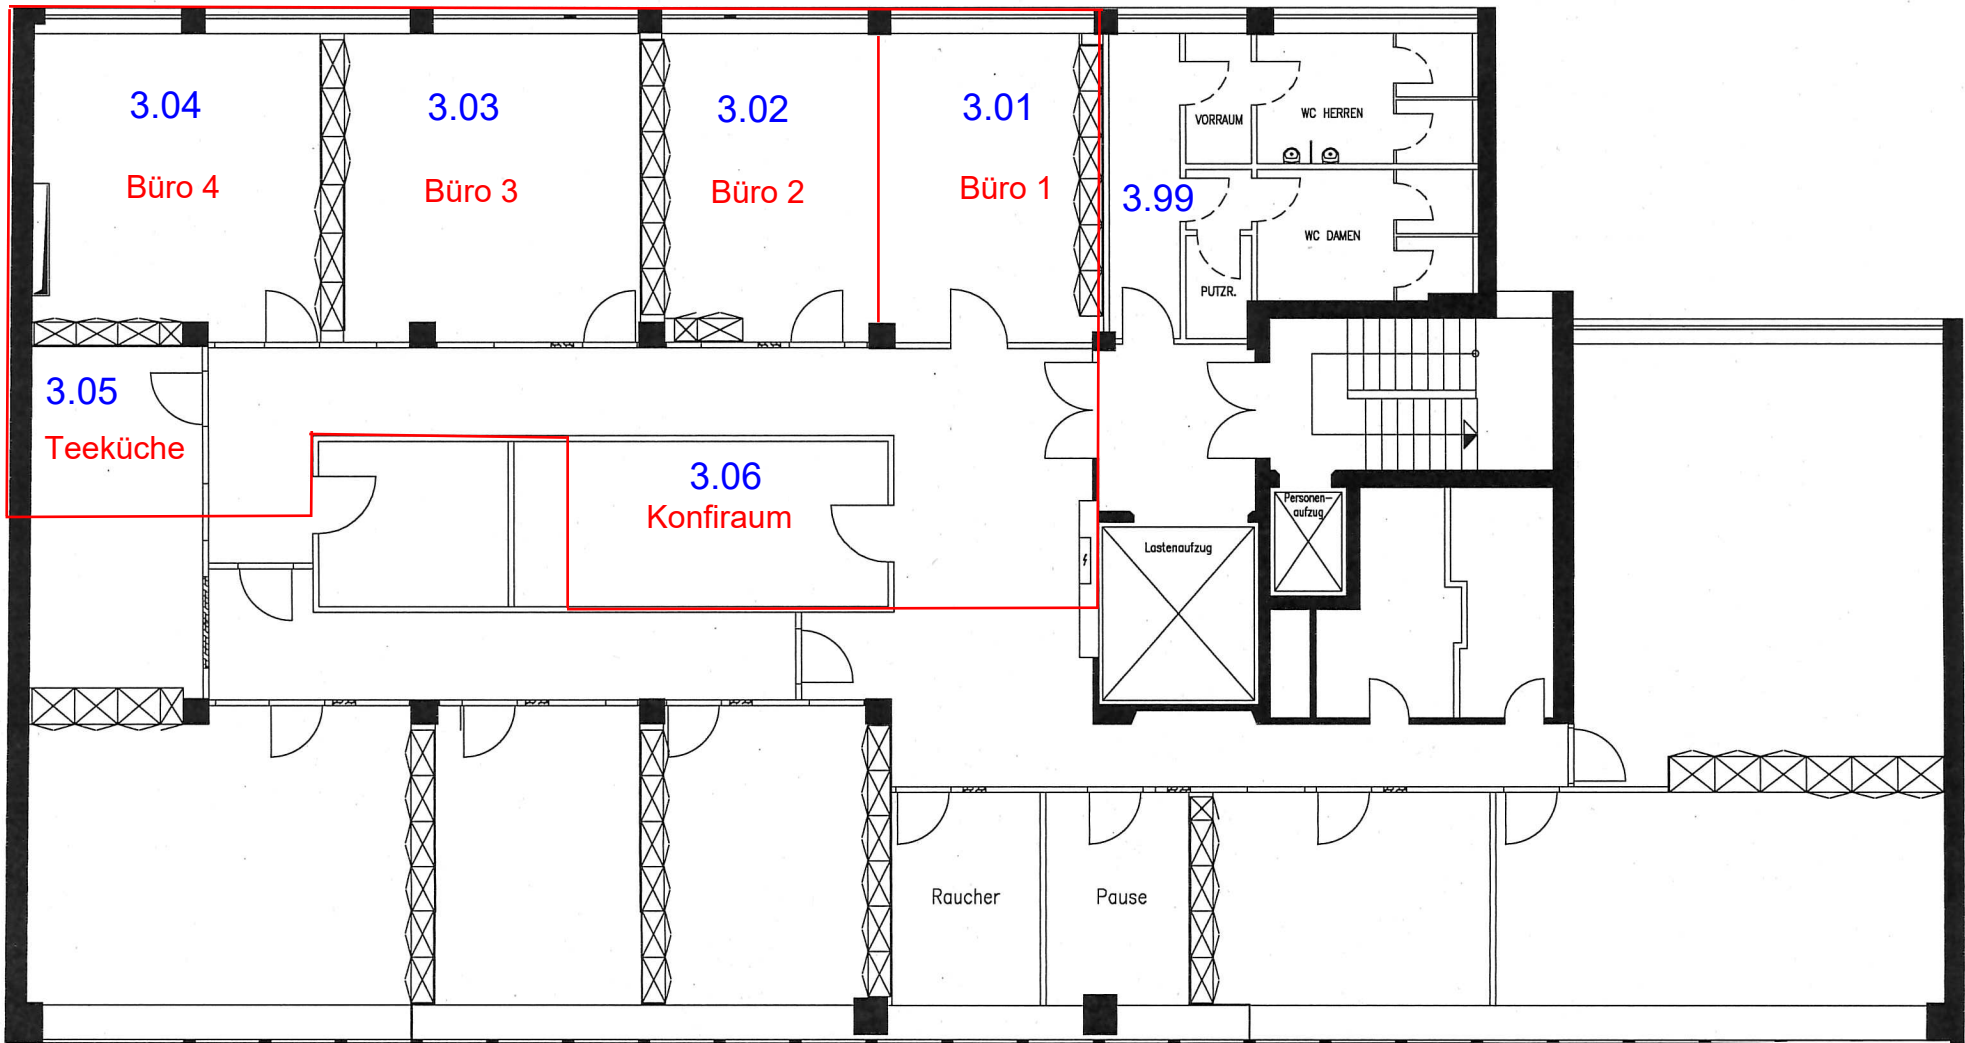 3.04
3.03
3.02
3.01
Büro 4
Büro 3
Büro 2
Büro 1
3.99
VORRAUM
WC HERREN
WC DAMEN
PUTZR.
3.05
Teeküche
3.06
Konfiraum
Personen-
aufzug
Lastenaufzug
Raucher
Pause